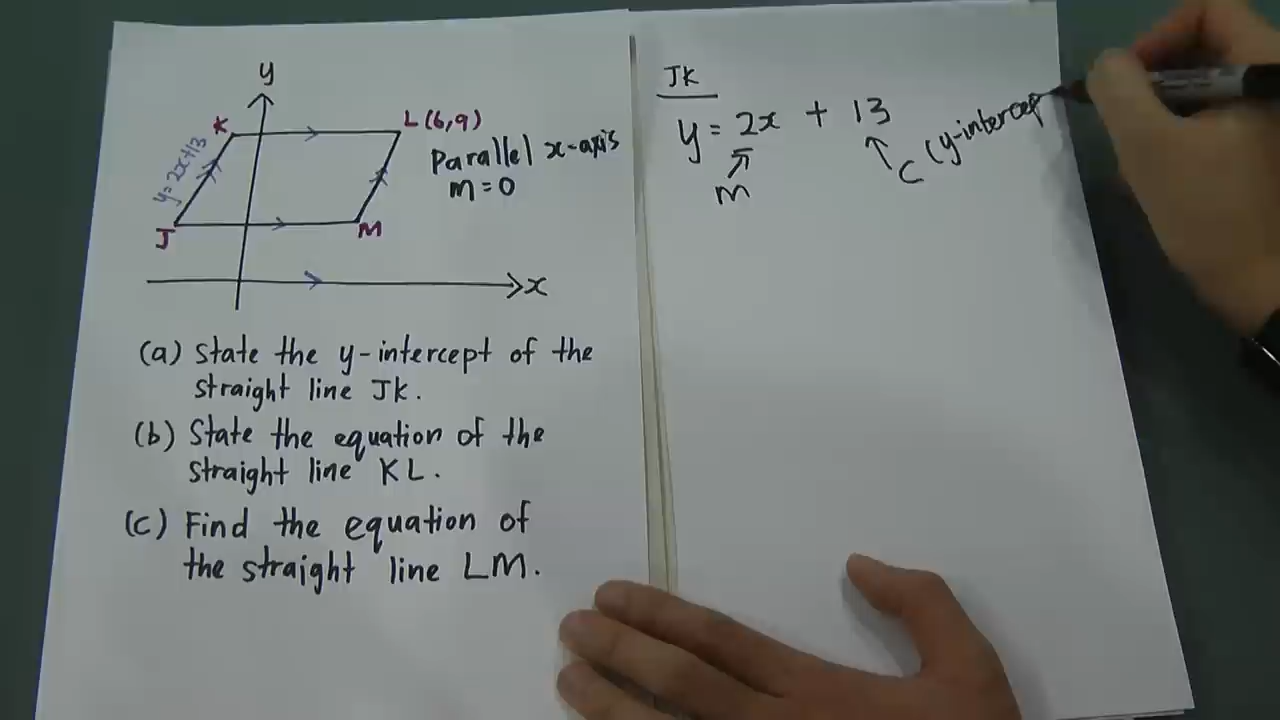 y
K
L (6,9)
y=2x+13
Parallel x-axis
m=0
J
M
x
(a) State the y-intercept of the
straight line JK.
(b) State the equation of the
straight line KL.
(c) Find the equation of
the straight line LM.
JK
y = 2x + 13
m
C (y-intercep